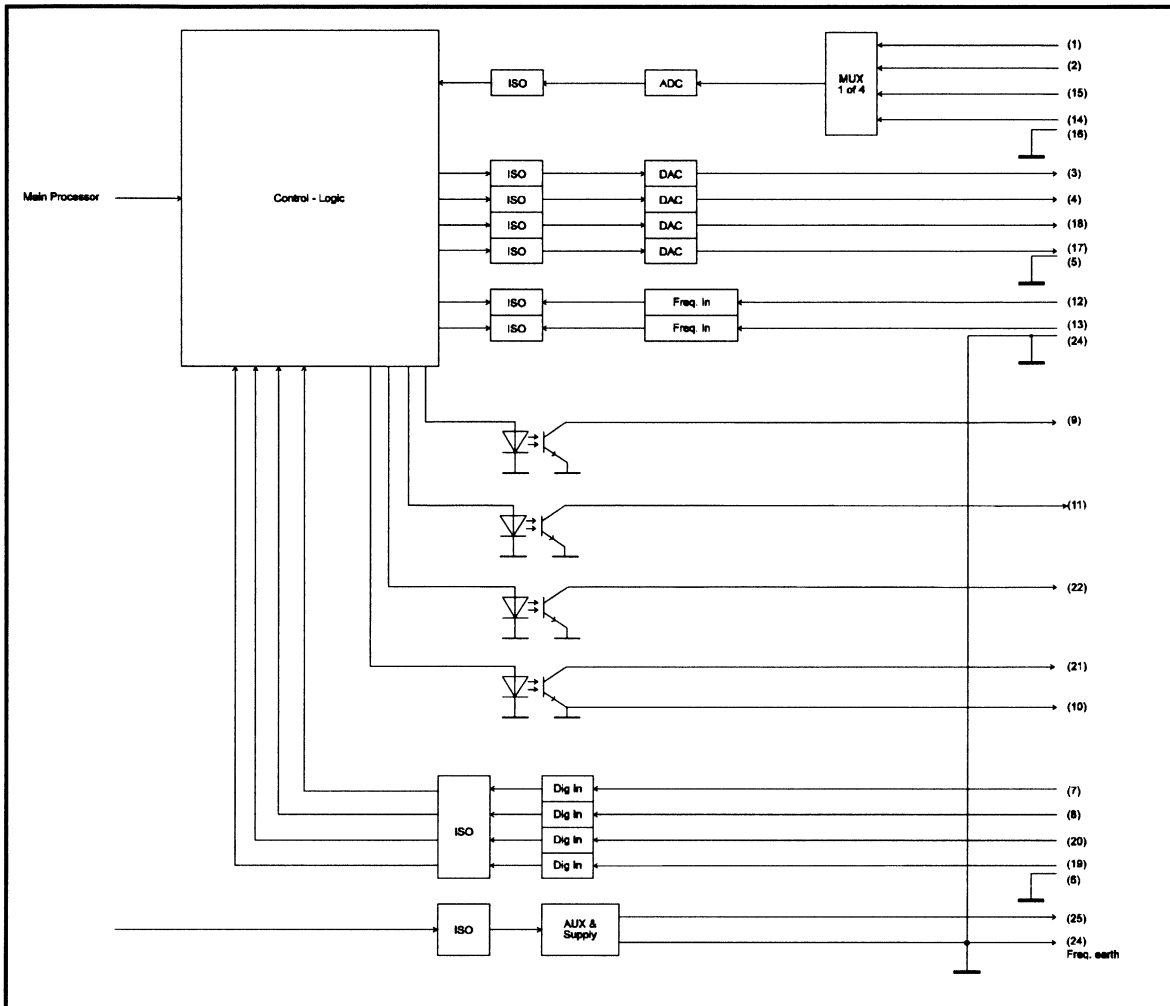 (1)
(2)
MUX
1 of 4
ISO
ADC
(15)
(14)
(16)
ISO
DAC
(3)
Main Processor
Control - Logic
ISO
DAC
(4)
ISO
DAC
(18)
ISO
DAC
(17)
(5)
ISO
Freq. In
(12)
ISO
Freq. In
(13)
(24)
(9)
(11)
(22)
(21)
(10)
Dig In
(7)
Dig In
(8)
ISO
Dig In
(20)
Dig In
(19)
(6)
ISO
AUX &
Supply
(25)
(24)
Freq. earth